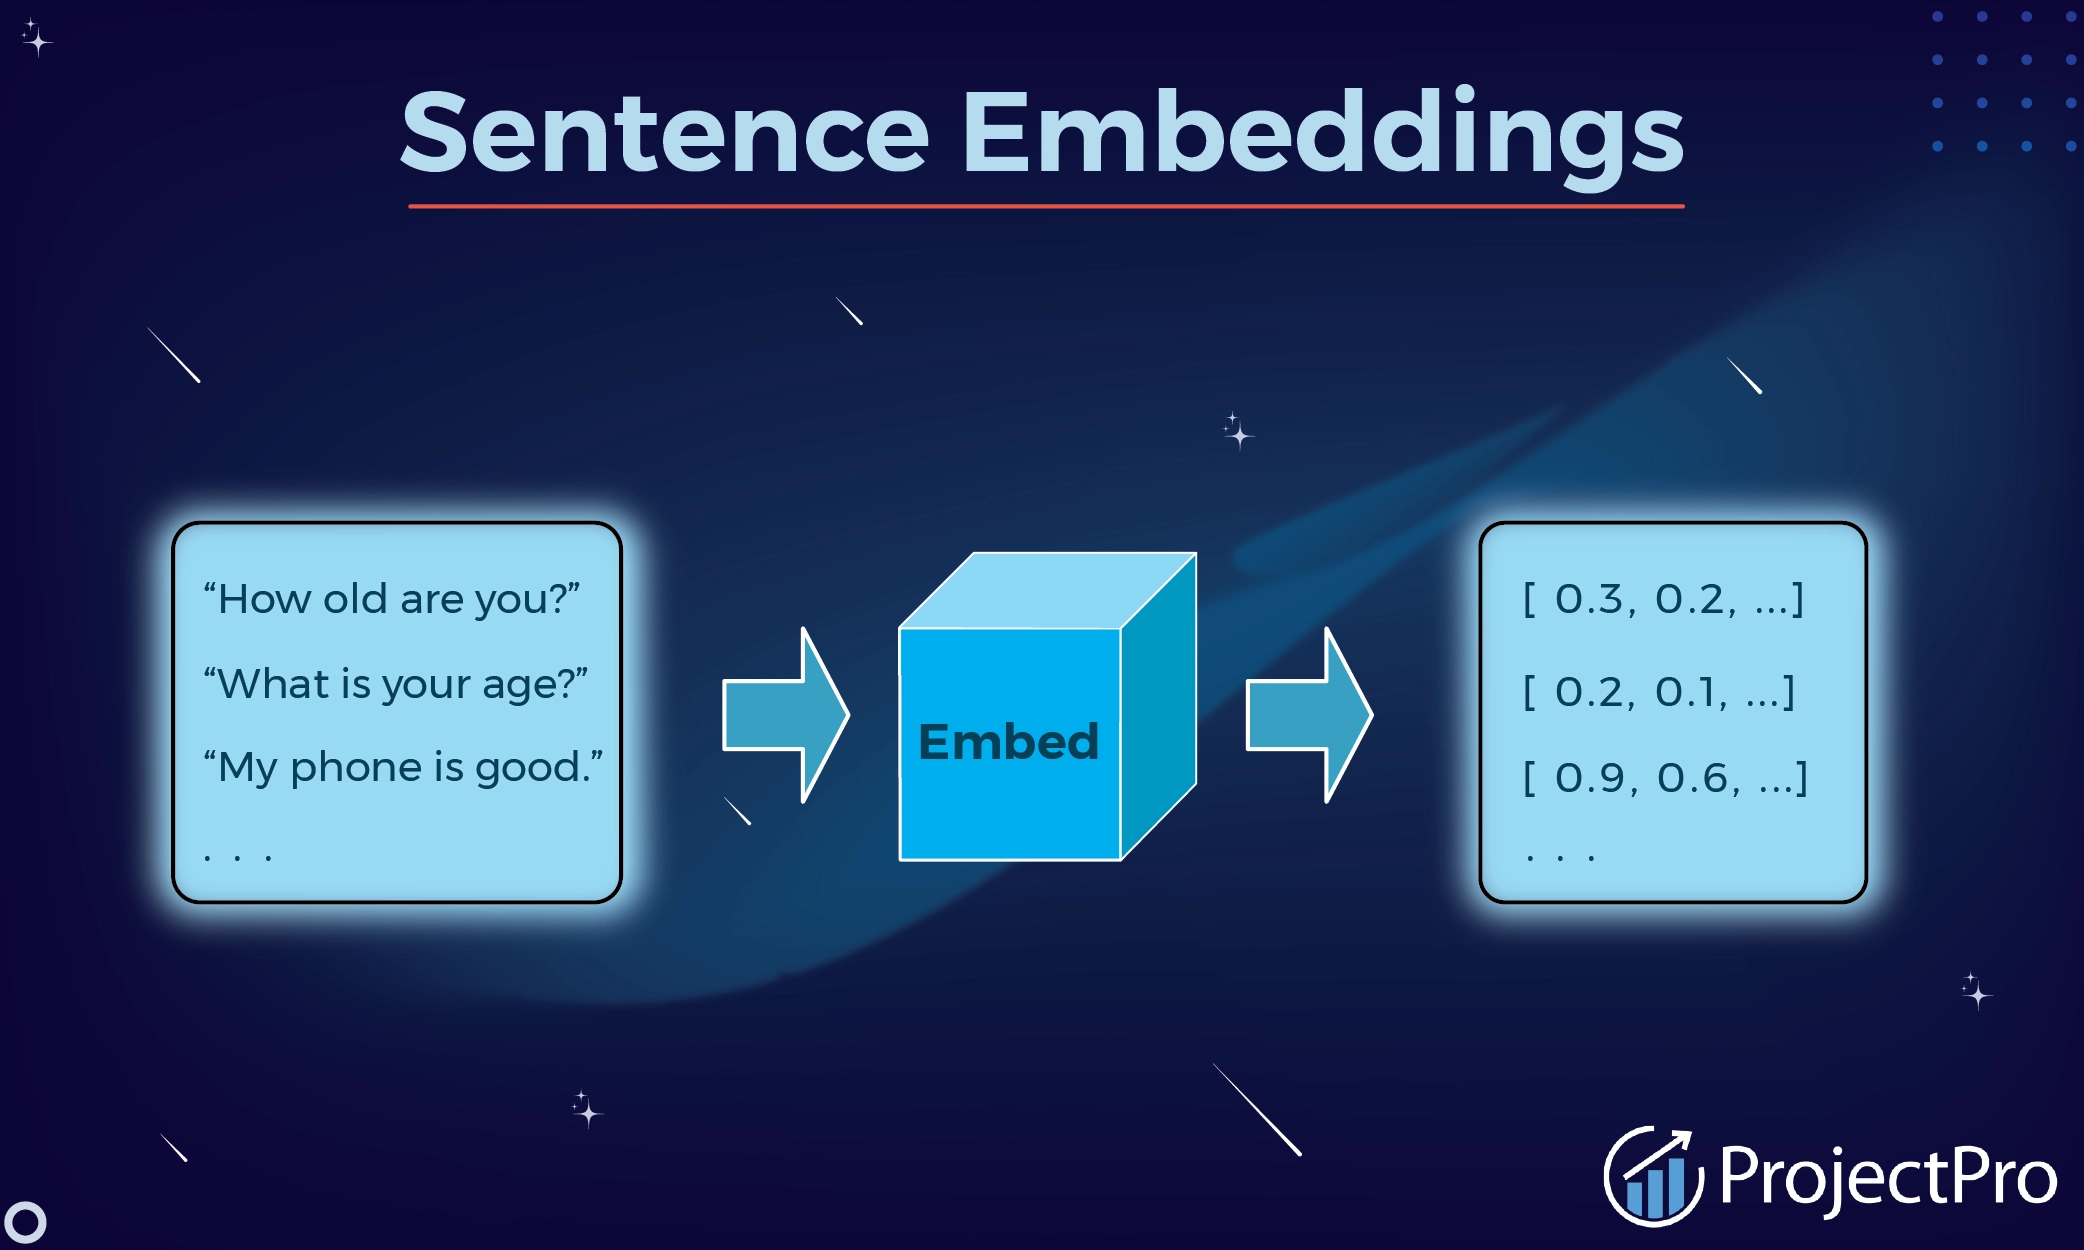 Sentence Embeddings
“How old are you?”
“What is your age?”
“My phone is good.”
. . .
Embed
[ 0.3, 0.2, ...]
[ 0.2, 0.1, ...]
[ 0.9, 0.6, ...]
. . .
ProjectPro